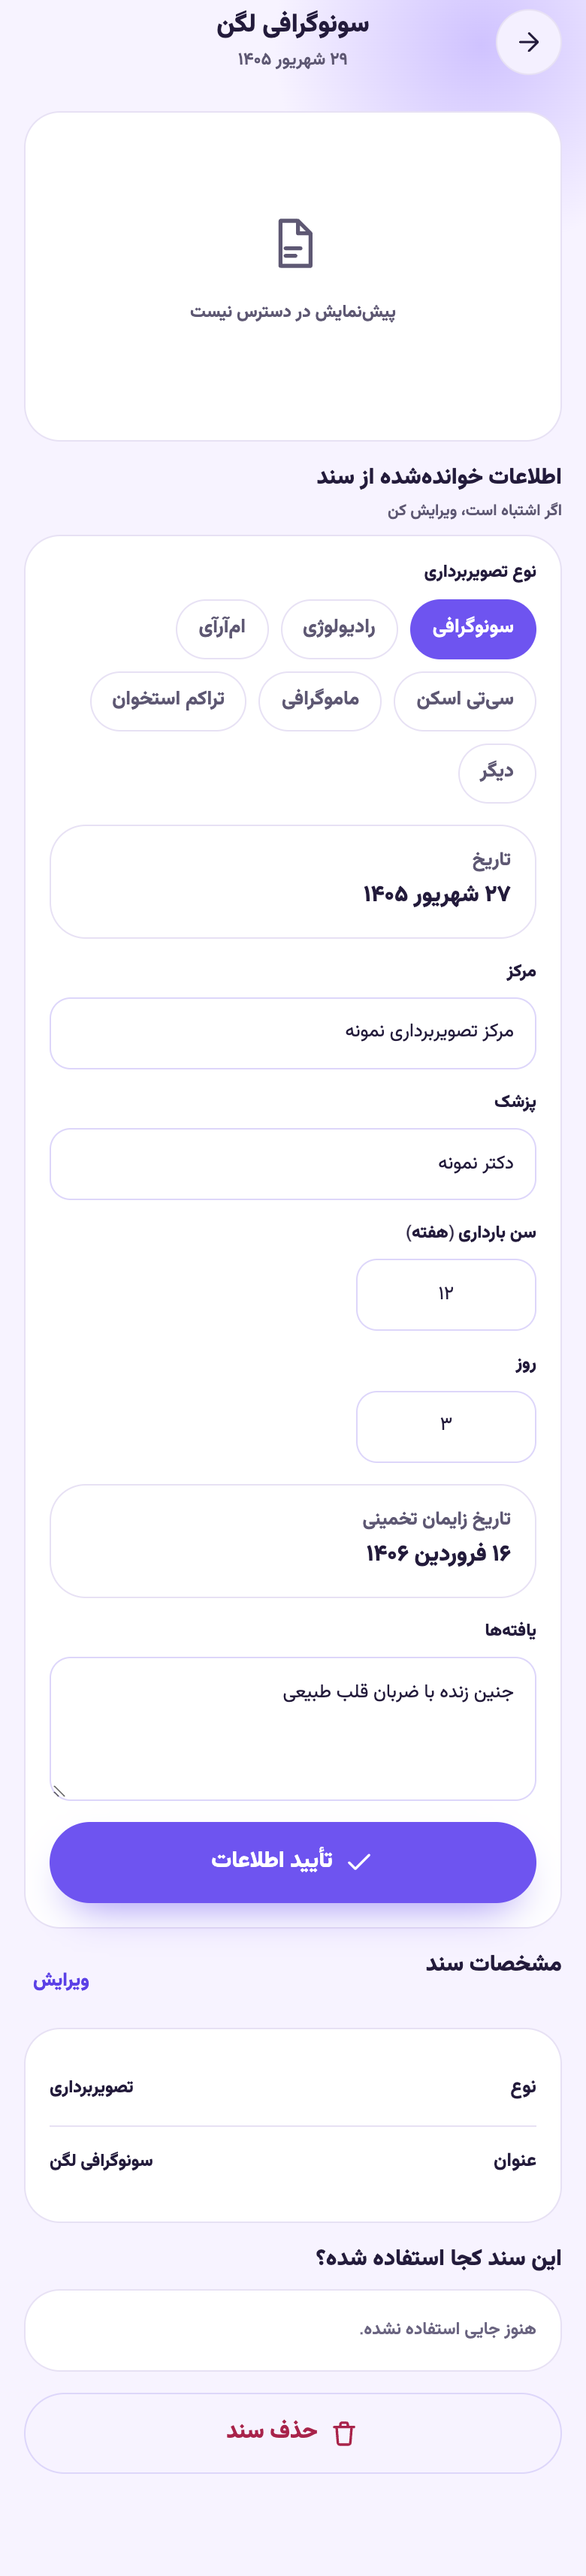 سونوگرافی لگن
۲۹ شهریور ۱۴۰۵
پیش‌نمایش در دسترس نیست
اطلاعات خوانده‌شده از سند
اگر اشتباه است، ویرایش کن
نوع تصویربرداری
سونوگرافی رادیولوژی ام‌آرآی
سی‌تی اسکن ماموگرافی تراکم استخوان
دیگر
تاریخ
۲۷ شهریور ۱۴۰۵
مرکز
مرکز تصویربرداری نمونه
پزشک
دکتر نمونه
سن بارداری (هفته)
۱۲
روز
۳
تاریخ زایمان تخمینی
۱۶ فروردین ۱۴۰۶
یافته‌ها
جنین زنده با ضربان قلب طبیعی
تأیید اطلاعات
مشخصات سند
ویرایش
نوع تصویربرداری
عنوان سونوگرافی لگن
این سند کجا استفاده شده؟
هنوز جایی استفاده نشده.
حذف سند